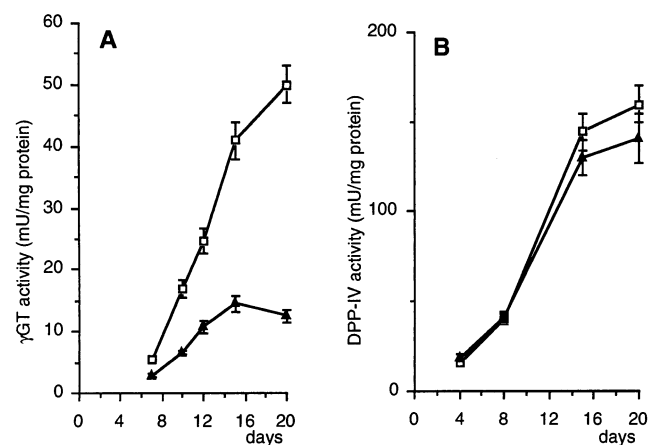 A
γGT activity (mU/mg protein)
60
50
40
30
20
10
0
0 4 8 12 16 20
days
B
DPP-IV activity (mU/mg protein)
200
100
0
0 4 8 12 16 20
days